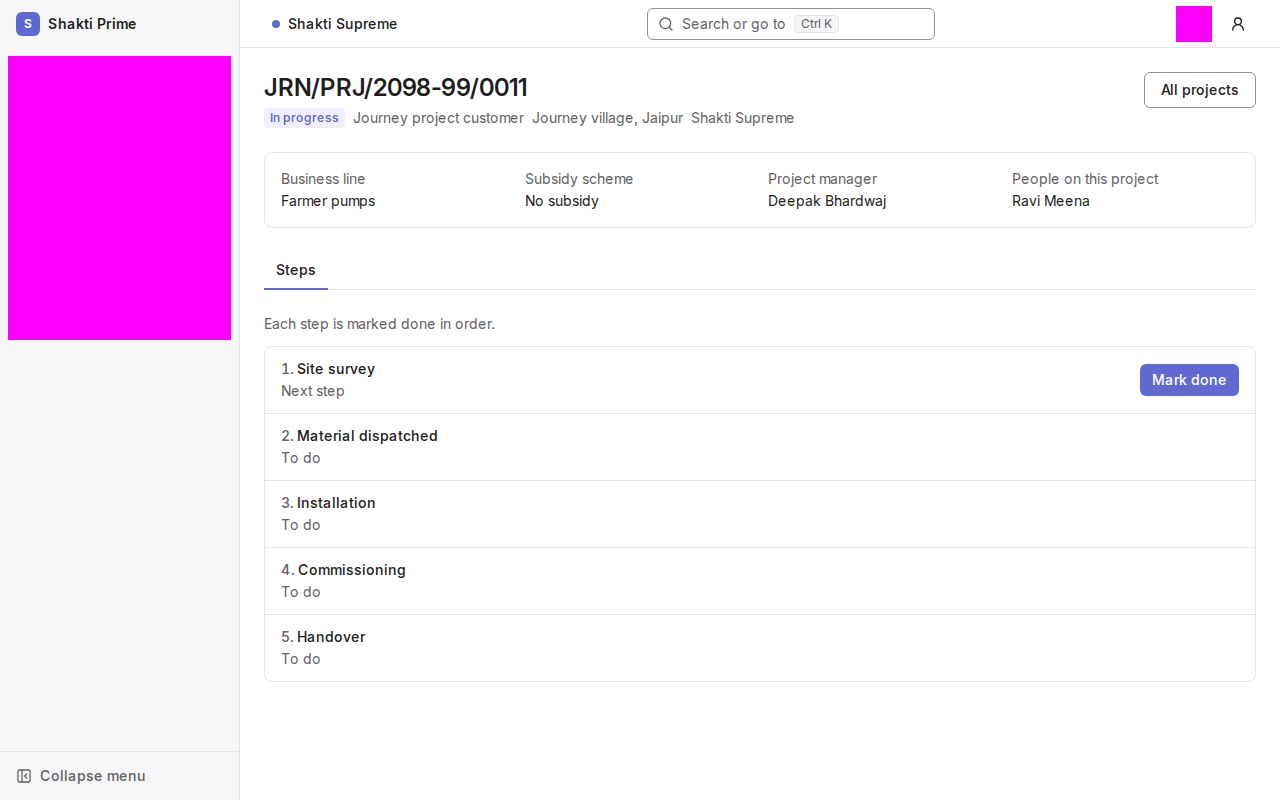 S Shakti Prime
Shakti Supreme
Search or go to Ctrl K
JRN/PRJ/2098-99/0011
All projects
In progress Journey project customer Journey village, Jaipur Shakti Supreme
Business line Subsidy scheme Project manager People on this project
Farmer pumps No subsidy Deepak Bhardwaj Ravi Meena
Steps
Each step is marked done in order.
1. Site survey
Next step
Mark done
2. Material dispatched
To do
3. Installation
To do
4. Commissioning
To do
5. Handover
To do
Collapse menu